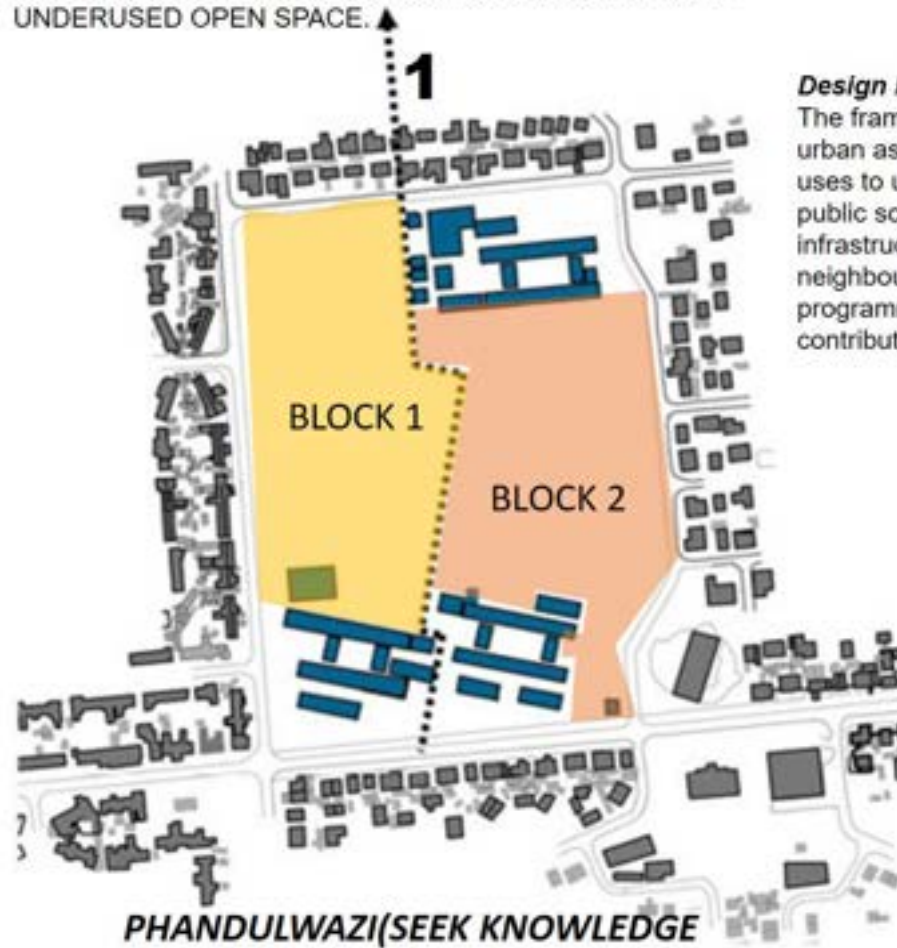 UNDERUSED OPEN SPACE.
1
Design
The fram
urban as
uses to u
public sc
infrastruc
neighbou
programm
contribut
BLOCK 1
BLOCK 2
PHANDULWAZI(SEEK KNOWLEDGE